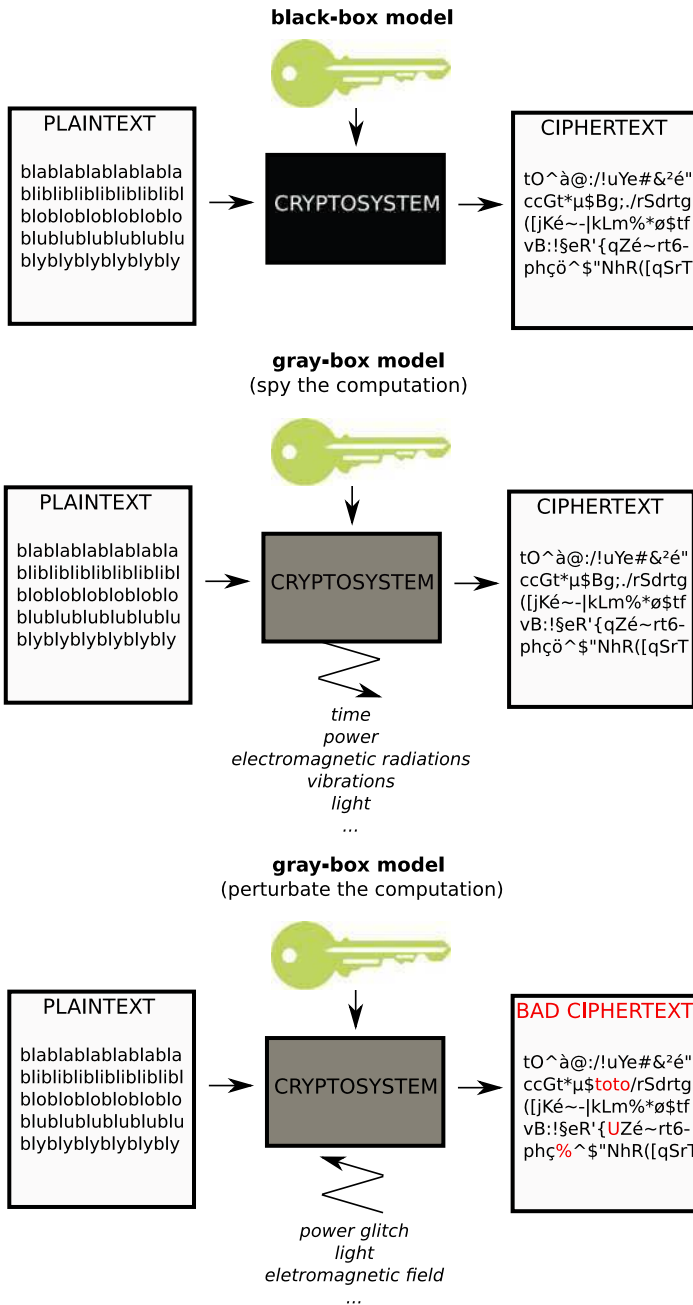 black-box model
PLAINTEXT
blablablablablabla
bliblibliblibliblibl
bloblobloblobloblo
blublublublublublu
blyblyblyblyblybly
CRYPTOSYSTEM
CIPHERTEXT
tO^à@:/!uYe#&²é"
ccGt*µ$Bg;./rSdrtg
([jKé~-|kLm%*ø$tf
vB:!§eR'{qZé~rt6-
phçö^$"NhR([qSrT
gray-box model
(spy the computation)
PLAINTEXT
blablablablablabla
bliblibliblibliblibl
bloblobloblobloblo
blublublublublublu
blyblyblyblyblybly
CRYPTOSYSTEM
CIPHERTEXT
tO^à@:/!uYe#&²é"
ccGt*µ$Bg;./rSdrtg
([jKé~-|kLm%*ø$tf
vB:!§eR'{qZé~rt6-
phçö^$"NhR([qSrT
time
power
electromagnetic radiations
vibrations
light
...
gray-box model
(perturbate the computation)
PLAINTEXT
blablablablablabla
bliblibliblibliblibl
bloblobloblobloblo
blublublublublublu
blyblyblyblyblybly
CRYPTOSYSTEM
BAD CIPHERTEXT
tO^à@:/!uYe#&²é"
ccGt*µ$toto/rSdrtg
([jKé~-|kLm%*ø$tf
vB:!§eR'{UZé~rt6-
phç%^$"NhR([qSrT
power glitch
light
eletromagnetic field
...